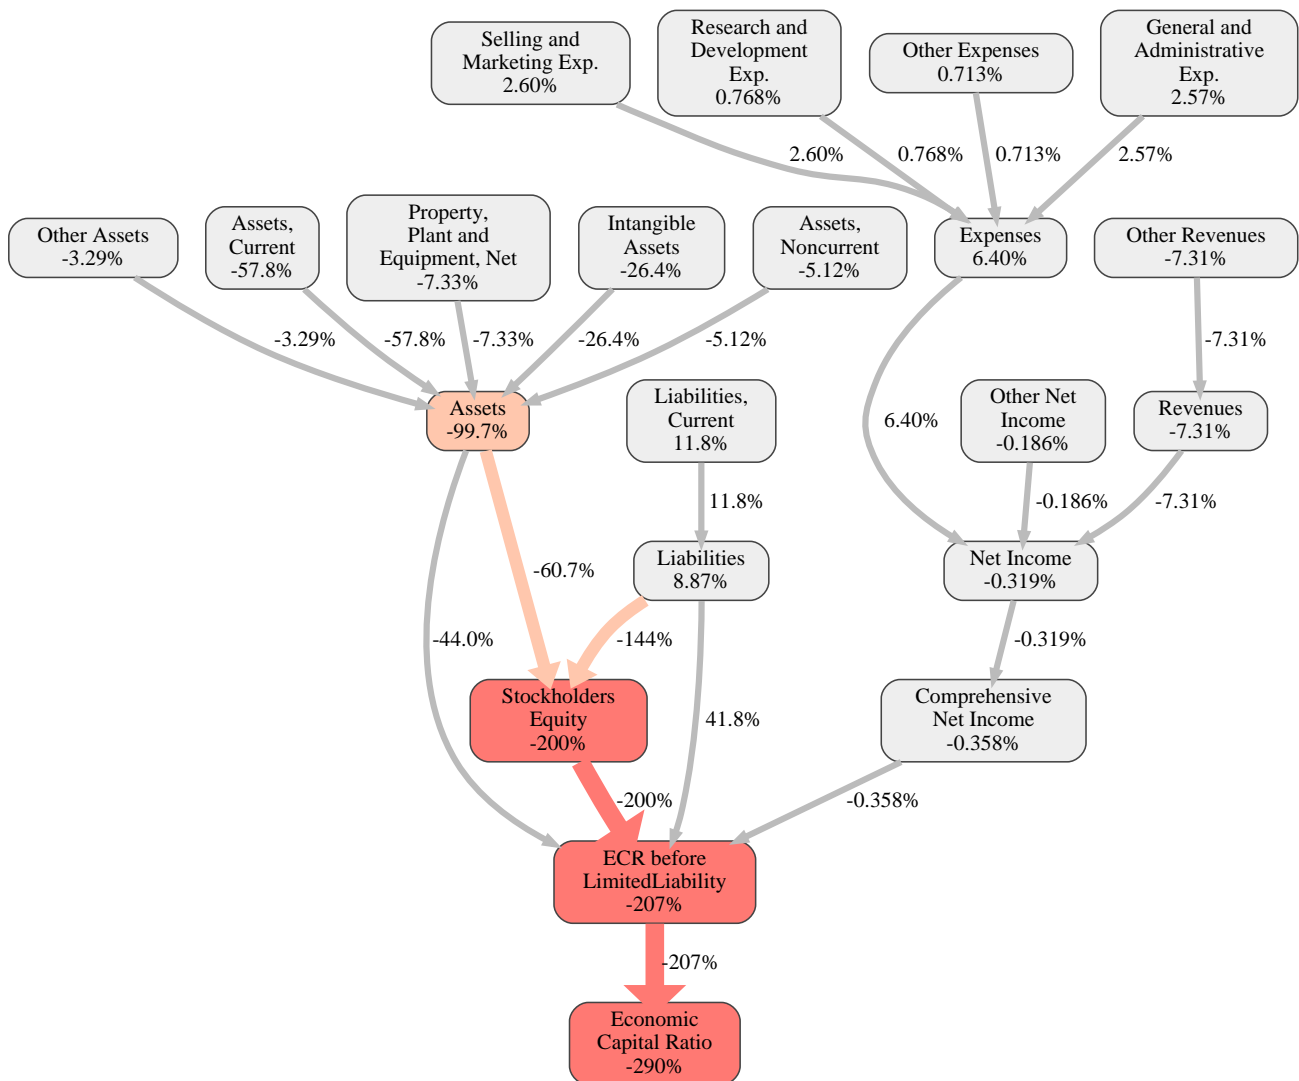 Selling and
Marketing Exp.
2.60%
Research and
Development
Exp.
0.768%
Other Expenses
0.713%
General and
Administrative
Exp.
2.57%
2.60%
0.768%
0.713%
2.57%
Other Assets
-3.29%
Assets,
Current
-57.8%
Property,
Plant and
Equipment, Net
-7.33%
Intangible
Assets
-26.4%
Assets,
Noncurrent
-5.12%
Expenses
6.40%
Other Revenues
-7.31%
-3.29%
-57.8%
-7.33%
-26.4%
-5.12%
-7.31%
Assets
-99.7%
Liabilities,
Current
11.8%
6.40%
Other Net
Income
-0.186%
Revenues
-7.31%
11.8%
-0.186%
-7.31%
-60.7%
Liabilities
8.87%
Net Income
-0.319%
-44.0%
-144%
-0.319%
Stockholders
Equity
-200%
41.8%
Comprehensive
Net Income
-0.358%
-200%
-0.358%
ECR before
LimitedLiability
-207%
-207%
Economic
Capital Ratio
-290%